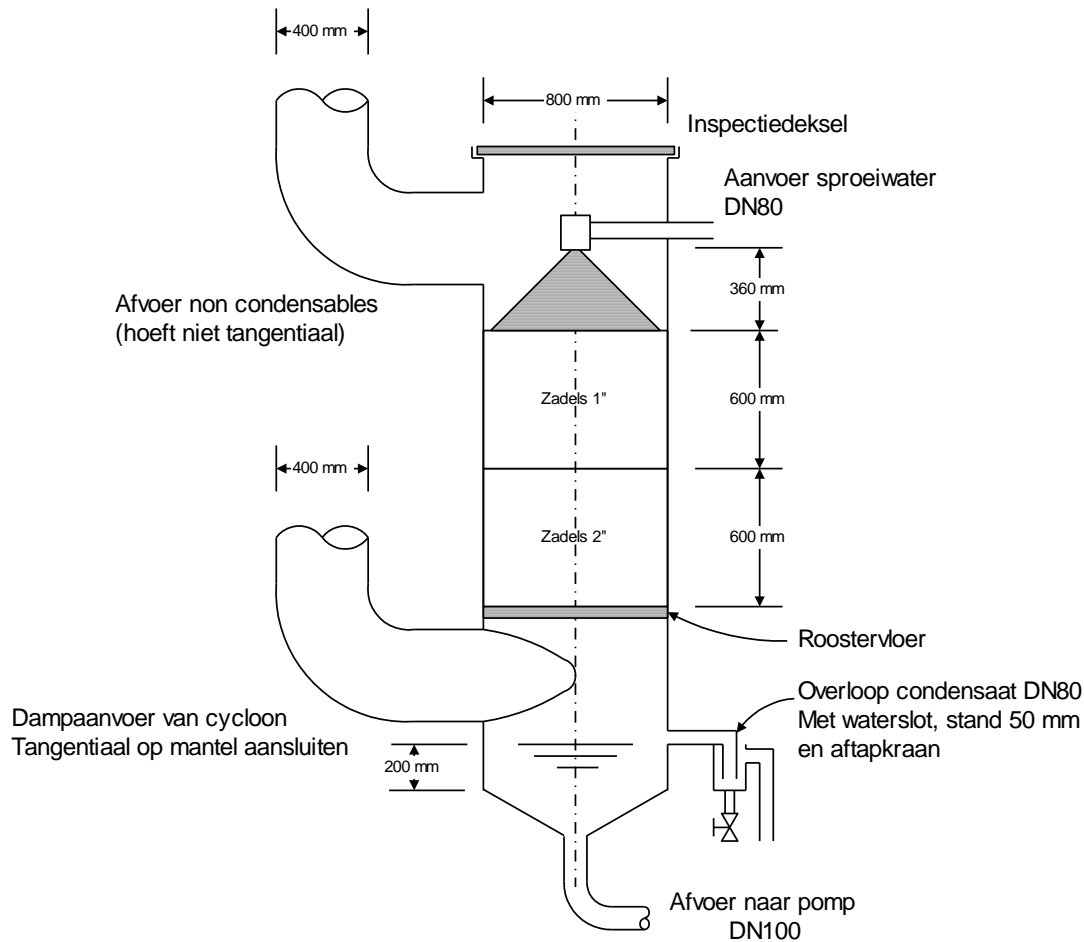 400 mm
800 mm
Inspectiedeksel
Aanvoer sproeiwater
DN80
360 mm
Afvoer non condensables
(hoeft niet tangentiaal)
Zadels 1"
600 mm
400 mm
Zadels 2"
600 mm
Roostervloer
Overloop condensaat DN80
Met waterslot, stand 50 mm
en aftapkraan
Dampaanvoer van cycloon
Tangentiaal op mantel aansluiten
200 mm
Afvoer naar pomp
DN100